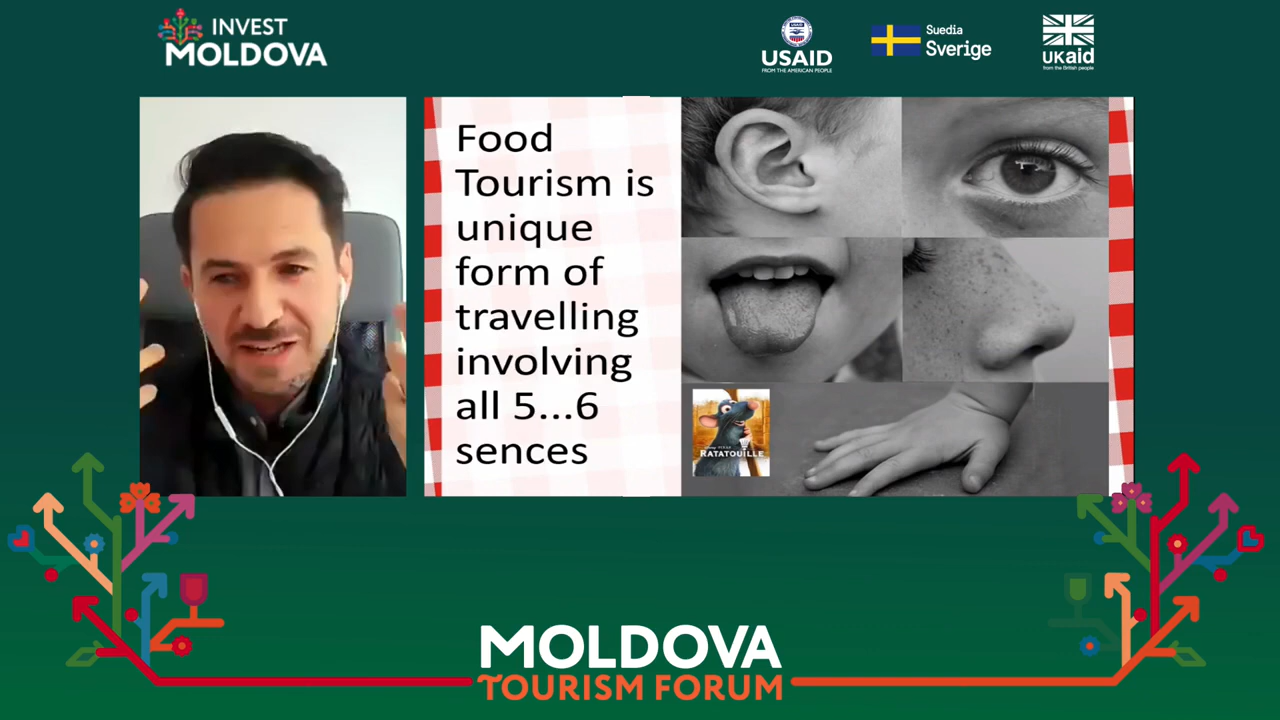 INVEST
MOLDOVA
USAID
FROM THE AMERICAN PEOPLE
Suedia
Sverige
UKaid
from the British people
Food
Tourism is
unique
form of
travelling
involving
all 5...6
sences
RATATOUILLE
MOLDOVA
TOURISM FORUM